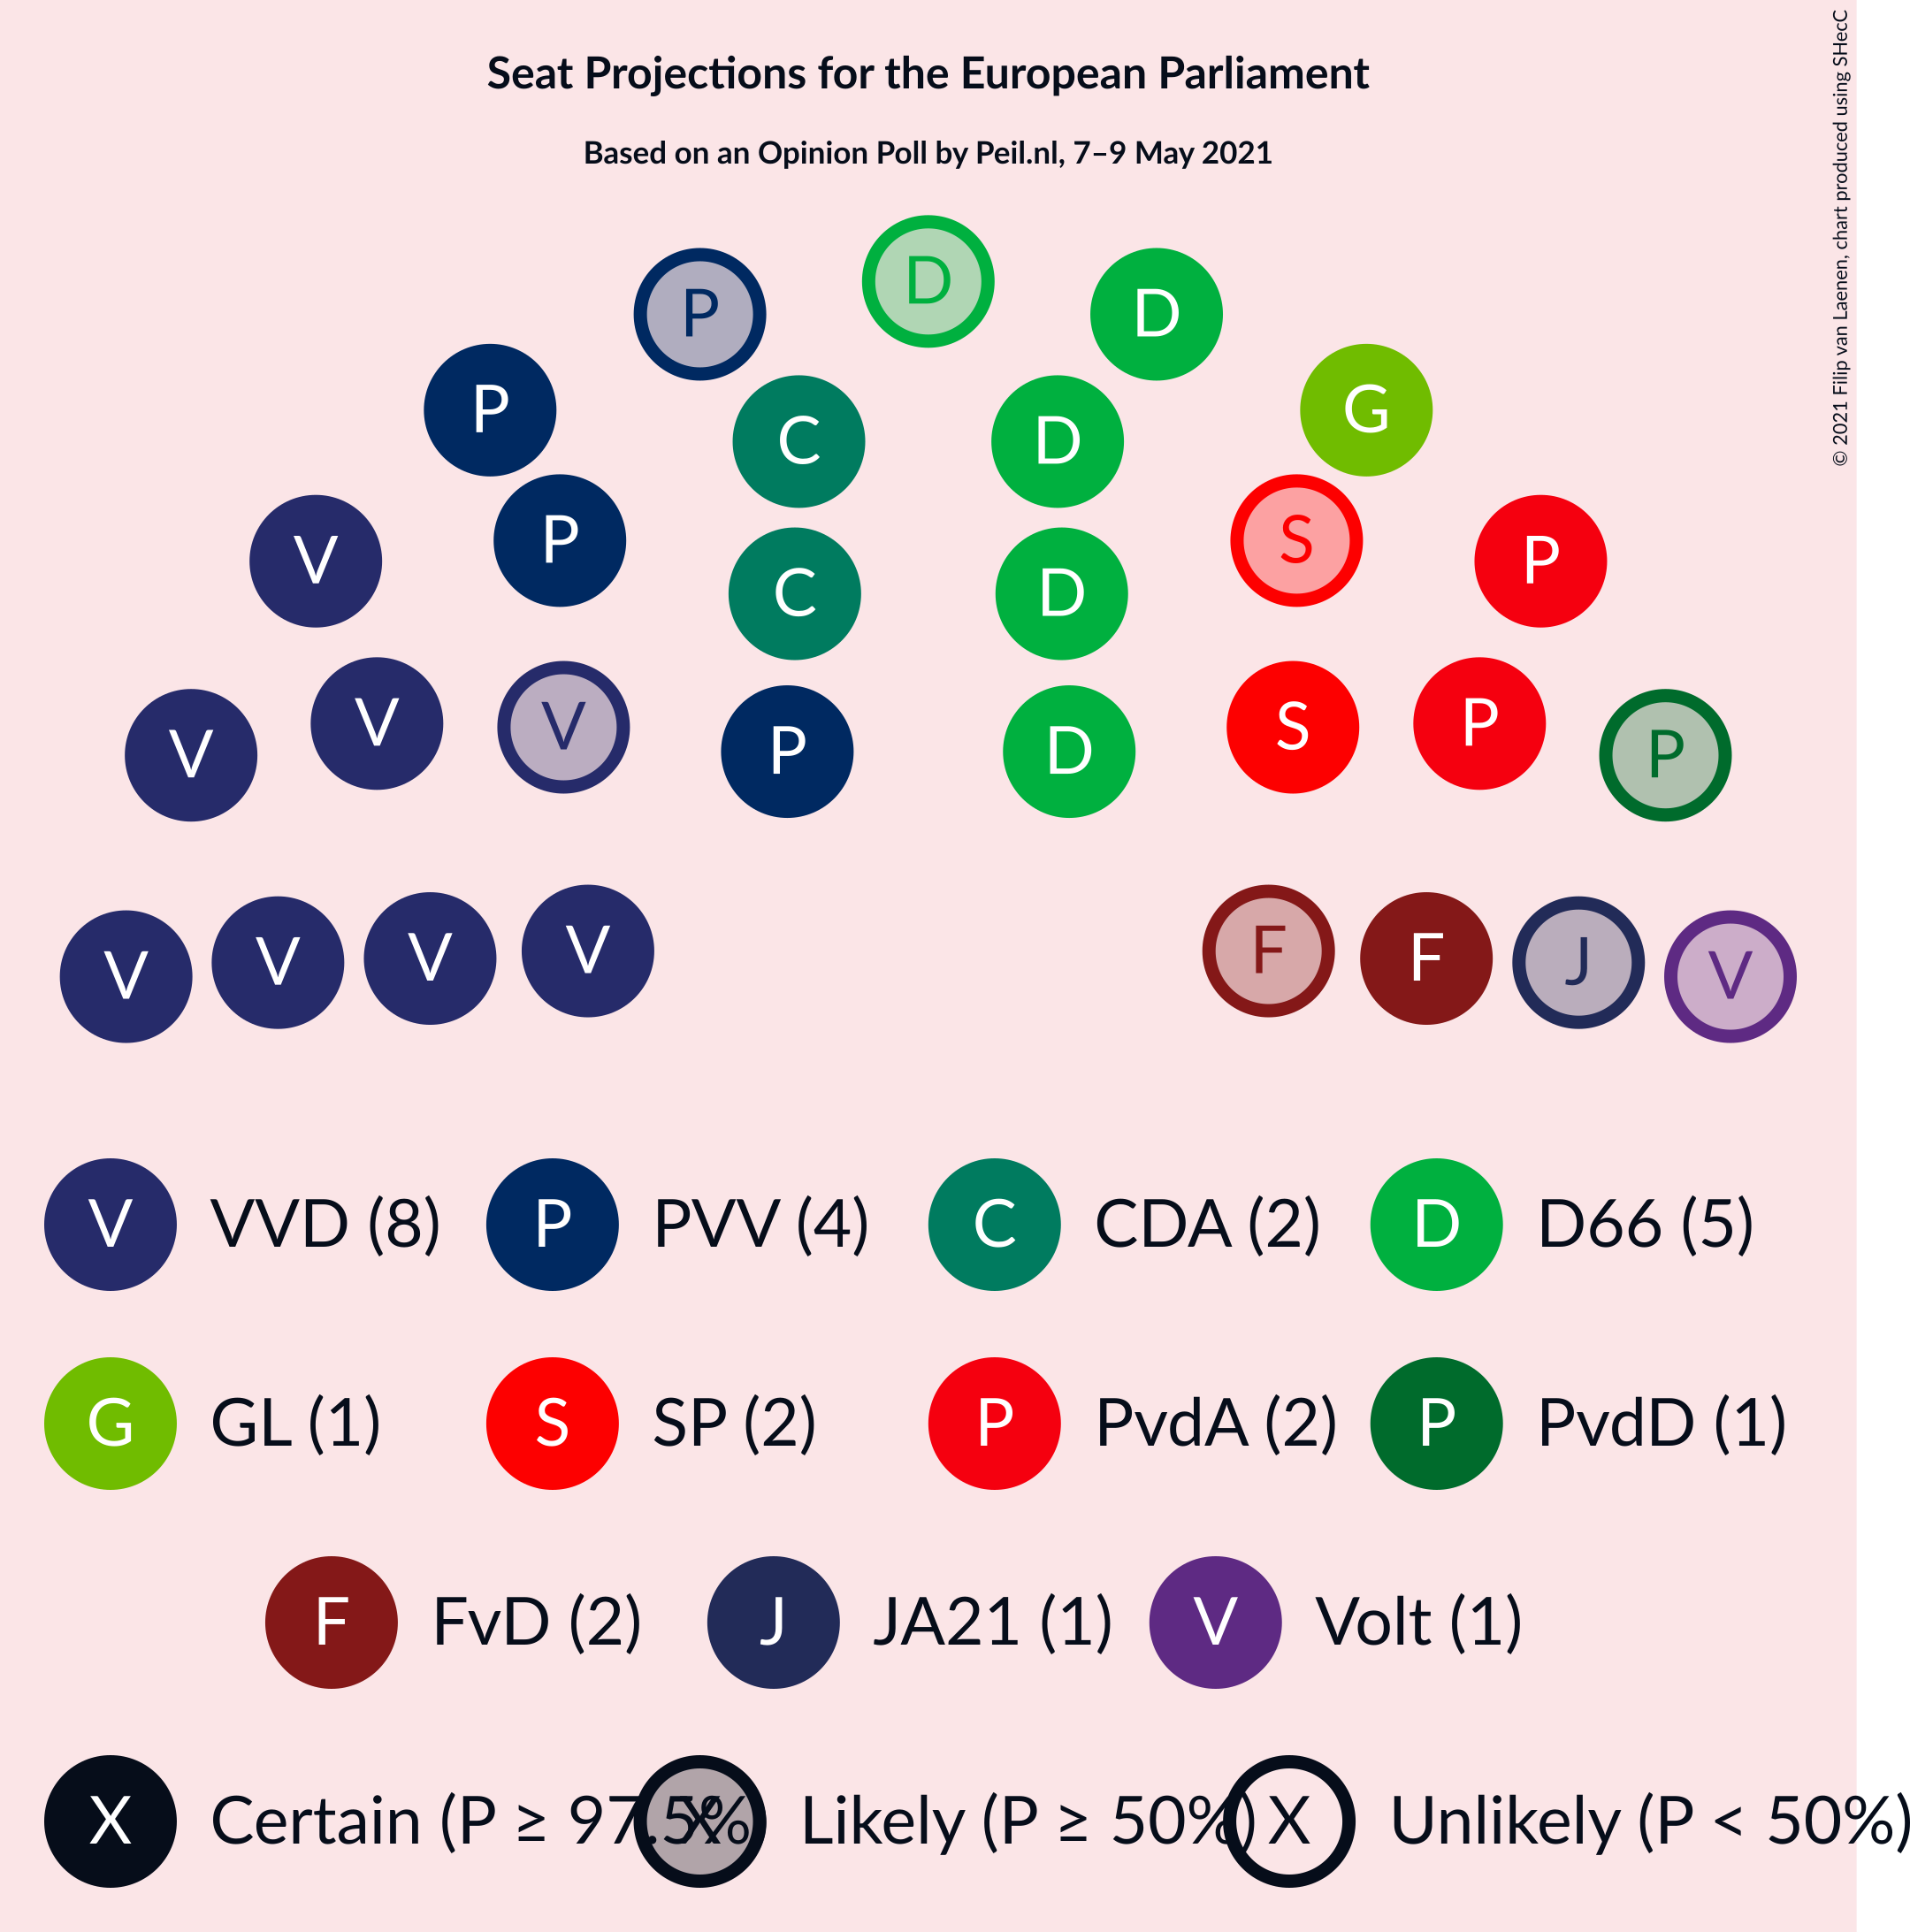 Seat Projections for the European Parliament
Based on an Opinion Poll by Peil.nl, 7–9 May 2021
© 2021 Filip van Laenen, chart produced using SHecC
D
P D
P G
C D
V P S P
C D
V V V P D S P P
V V V V F F J V
V VVD (8) P PVV (4) C CDA (2) D D66 (5)
G GL (1) S SP (2) P PvdA (2) P PvdD (1)
F FvD (2) J JA21 (1) V Volt (1)
X Certain (P ≥ 97.5% X Likely (P ≥ 50%) X Unlikely (P < 50%)